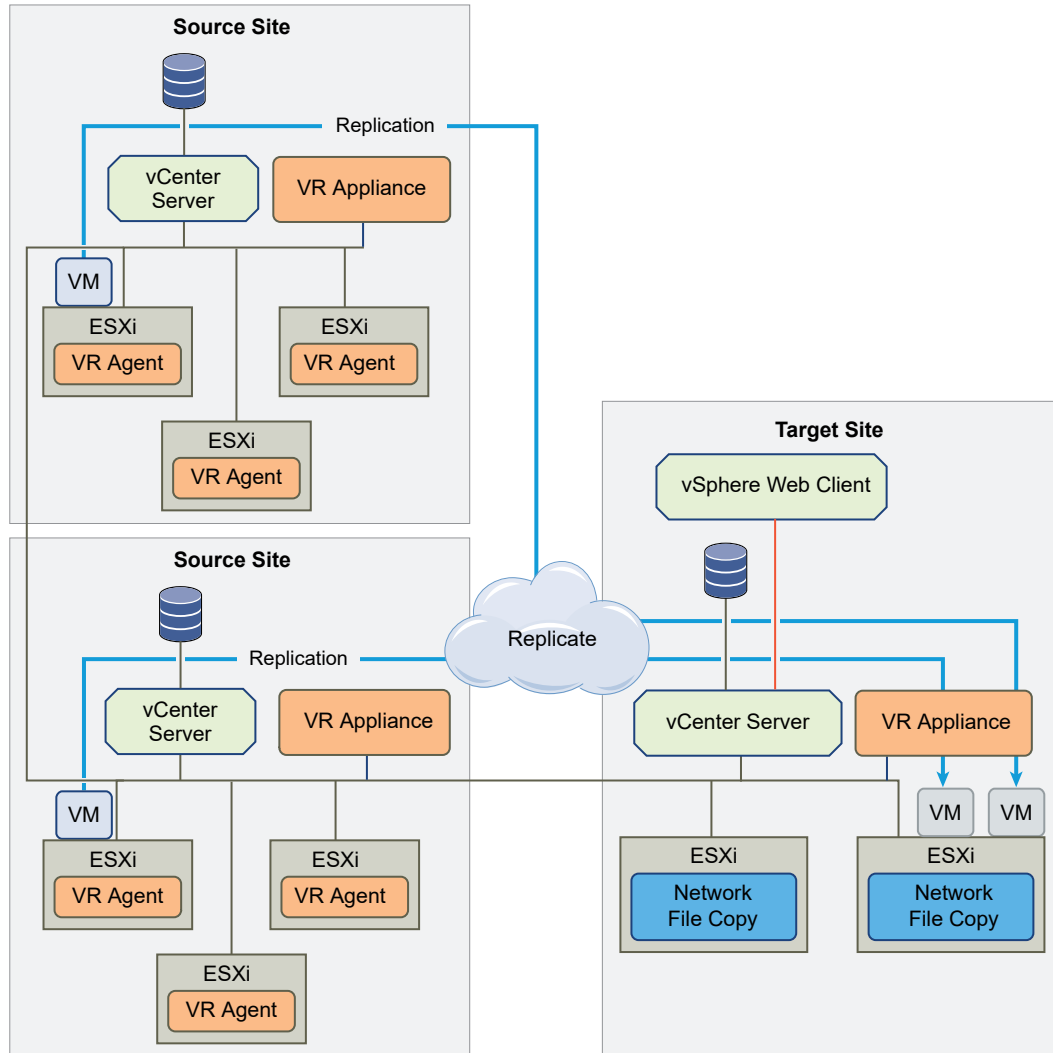 Source Site
Replication
vCenter
Server
VR Appliance
VM
ESXi
VR Agent
ESXi
VR Agent
ESXi
VR Agent
Source Site
Replication
vCenter
Server
VR Appliance
VM
ESXi
VR Agent
ESXi
VR Agent
ESXi
VR Agent
Replicate
Target Site
vSphere Web Client
vCenter Server
VR Appliance
VM
VM
ESXi
Network
File Copy
ESXi
Network
File Copy